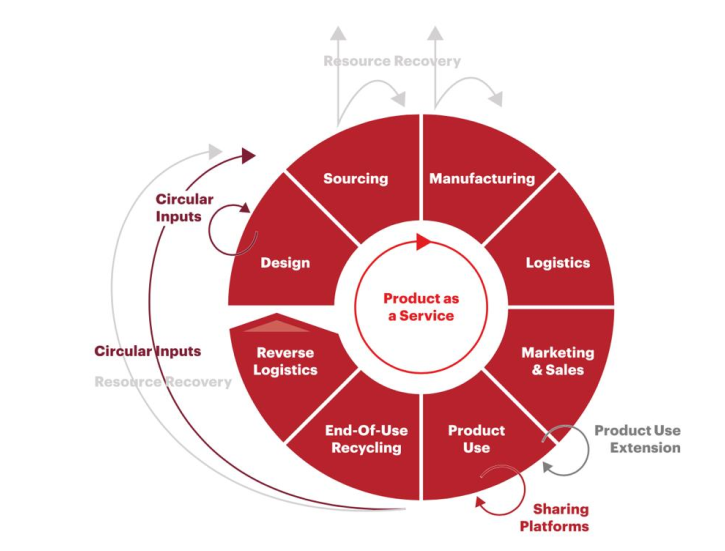 Resource Recovery
Sourcing
Manufacturing
Circular
Inputs
Design
Logistics
Product as
a Service
Circular Inputs
Resource Recovery
Reverse
Logistics
Marketing
& Sales
End-Of-Use
Recycling
Product
Use
Product Use
Extension
Sharing
Platforms